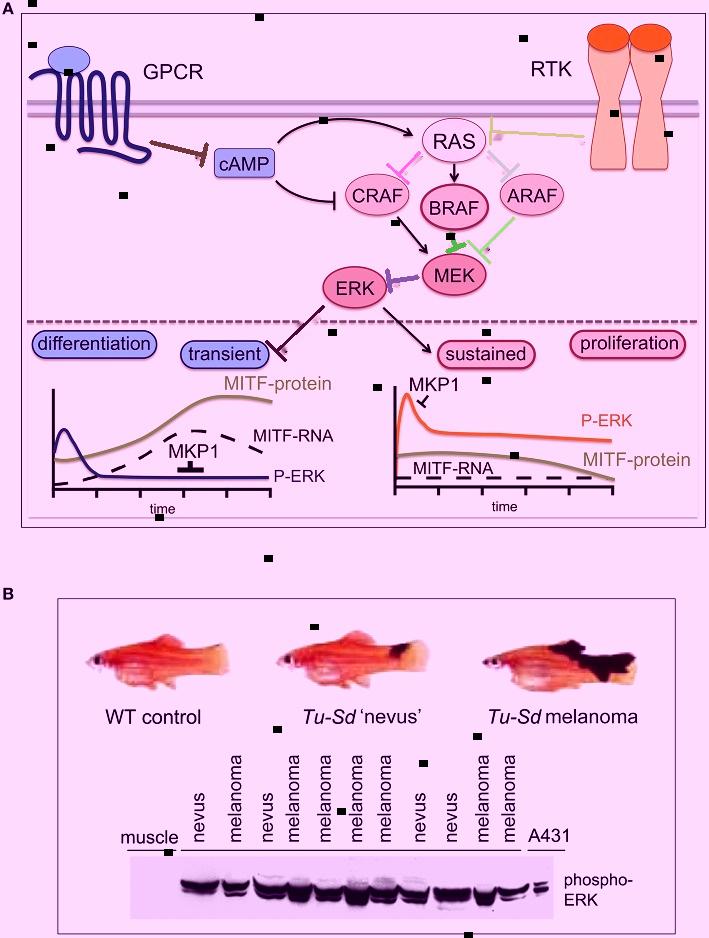 A
GPCR
RTK
cAMP
RAS
CRAF
BRAF
ARAF
MEK
ERK
differentiation
transient
sustained
proliferation
MITF-protein
MITF-RNA
MKP1
P-ERK
time
MKP1
P-ERK
MITF-protein
MITF-RNA
time
B
WT control
Tu-Sd ‘nevus’
Tu-Sd melanoma
muscle
nevus
melanoma
nevus
melanoma
melanoma
melanoma
melanoma
nevus
nevus
melanoma
melanoma
A431
phospho-
ERK